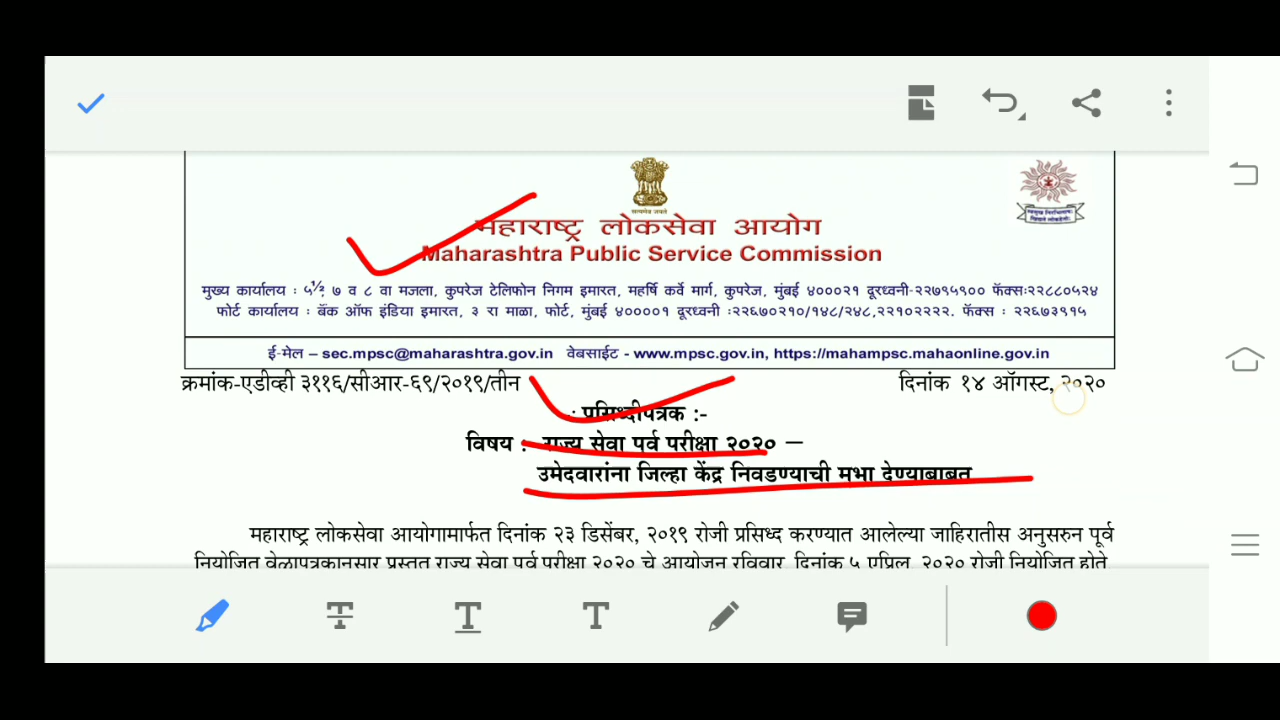 महाराष्ट्र लोकसेवा आयोग
Maharashtra Public Service Commission
मुख्य कार्यालय : ५½, ७ व ८ वा मजला, कुपरेज टेलिफोन निगम इमारत, महर्षि कर्वे मार्ग, कुपरेज, मुंबई ४०००२१ दूरध्वनी-२२७९५९०० फॅक्सः२२८८०५२४
फोर्ट कार्यालय : बँक ऑफ इंडिया इमारत, ३ रा माळा, फोर्ट, मुंबई ४००००१ दूरध्वनी :२२६७०२१०/१४८/२४८,२२१०२२२२. फॅक्स : २२६७३९१५
ई-मेल – sec.mpsc@maharashtra.gov.in वेबसाईट - www.mpsc.gov.in, https://mahampsc.mahaonline.gov.in
क्रमांक-एडीव्ही ३११६/सीआर-६९/२०१९/तीन दिनांक १४ ऑगस्ट, २०२०
-: प्रसिध्दीपत्रक :-
विषय : राज्य सेवा पूर्व परीक्षा २०२० –
उमेदवारांना जिल्हा केंद्र निवडण्याची मुभा देण्याबाबत
महाराष्ट्र लोकसेवा आयोगामार्फत दिनांक २३ डिसेंबर, २०१९ रोजी प्रसिध्द करण्यात आलेल्या जाहिरातीस अनुसरुन पूर्व
नियोजित वेळापत्रकानुसार प्रस्तुत राज्य सेवा पूर्व परीक्षा २०२० चे आयोजन रविवार, दिनांक ५ एप्रिल, २०२० रोजी नियोजित होते.